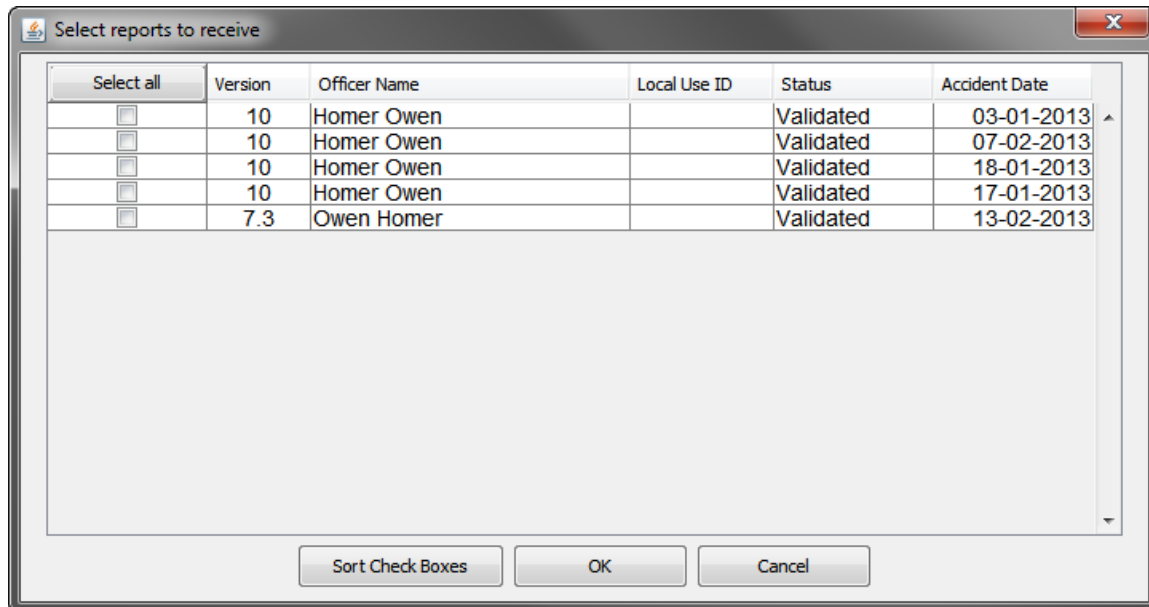 Select reports to receive
Select all Version Officer Name Local Use ID Status Accident Date
10 Homer Owen Validated 03-01-2013
10 Homer Owen Validated 07-02-2013
10 Homer Owen Validated 18-01-2013
10 Homer Owen Validated 17-01-2013
7.3 Owen Homer Validated 13-02-2013
Sort Check Boxes OK Cancel